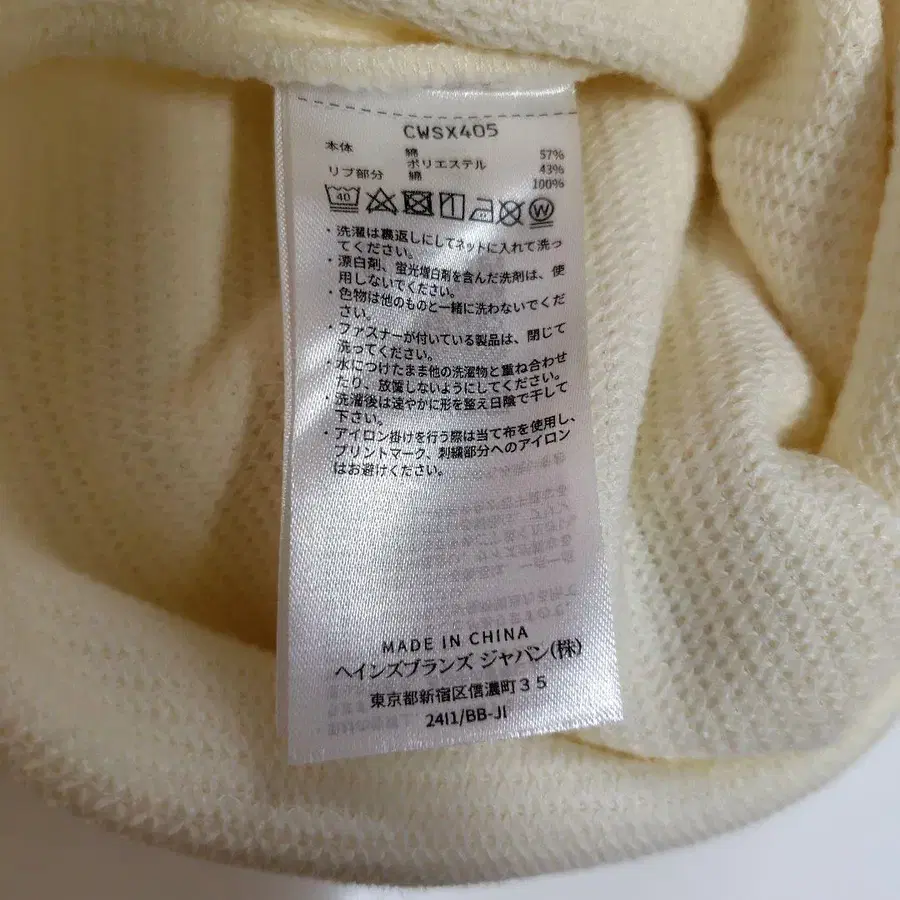 CWSX405
本体 綿 57%
ポリエステル 43%
リブ部分 綿 100%
40
・洗濯は裏返しにしてネットに入れて洗っ
てください。
・漂白剤、蛍光増白剤を含んだ洗剤は、使
用しないでください。
・色物は他のものと一緒に洗わないでくだ
さい。
・ファスナーが付いている製品は、閉じて
洗ってください。
・水につけたまま他の洗濯物と重ね合わせ
たり、放置しないようにしてください。
・洗濯後は速やかに形を整え日陰で干して
下さい。
・アイロン掛けを行う際は当て布を使用し、
プリントマーク、刺繍部分へのアイロン
はお避けください。
MADE IN CHINA
ヘインズブランズ ジャパン(株)
東京都新宿区信濃町35
24I1/BB-JI